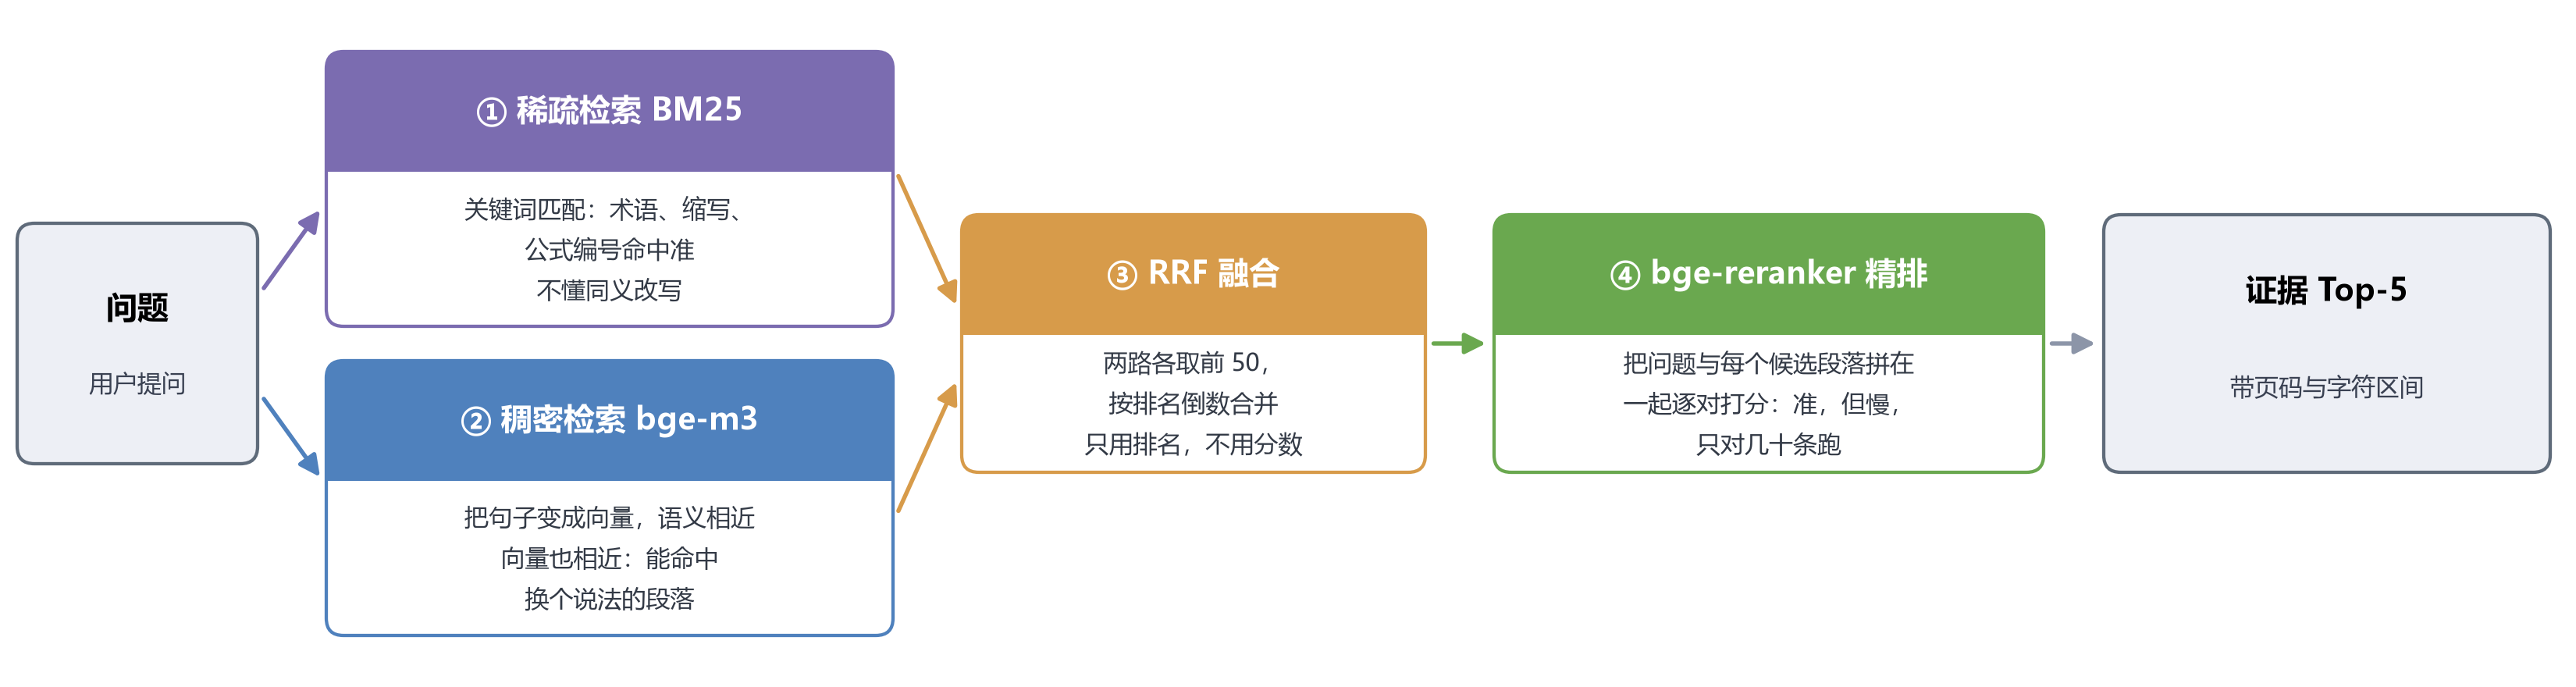 问题
用户提问
① 稀疏检索 BM25
关键词匹配：术语、缩写、
公式编号命中准
不懂同义改写
② 稠密检索 bge-m3
把句子变成向量，语义相近
向量也相近：能命中
换个说法的段落
③ RRF 融合
两路各取前 50，
按排名倒数合并
只用排名，不用分数
④ bge-reranker 精排
把问题与每个候选段落拼在
一起逐对打分：准，但慢，
只对几十条跑
证据 Top-5
带页码与字符区间